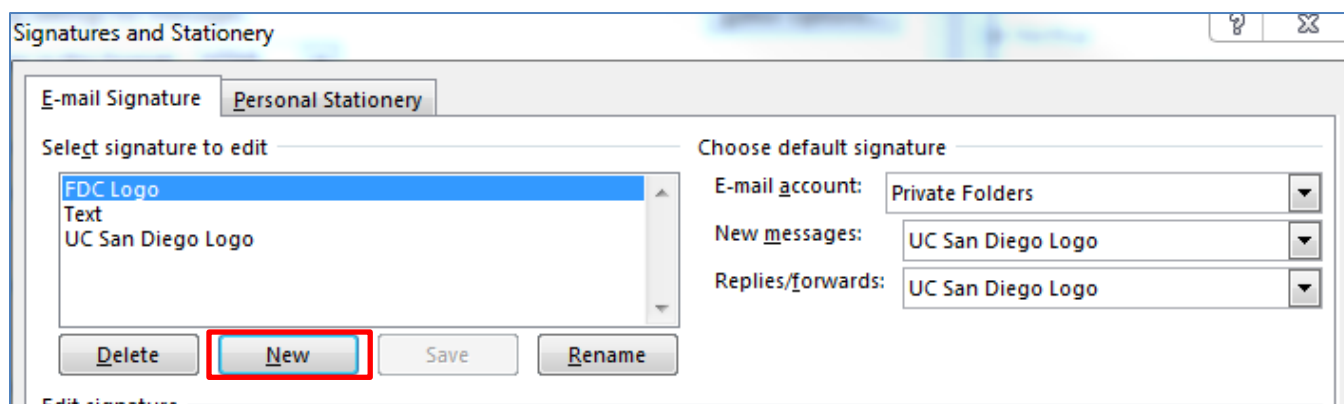 Signatures and Stationery
E-mail Signature
Personal Stationery
Select signature to edit
FDC Logo
Text
UC San Diego Logo
Delete
New
Save
Rename
Choose default signature
E-mail account: Private Folders
New messages: UC San Diego Logo
Replies/forwards: UC San Diego Logo
Edit signature